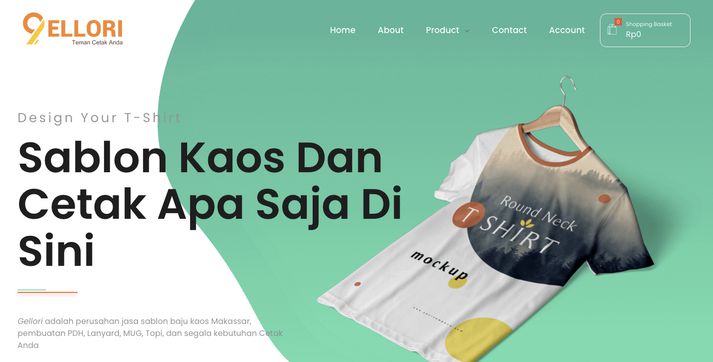 9ELLORI
Teman Cetak Anda
Home
About
Product
Contact
Account
0
Shopping Basket
Rp0
Design Your T-Shirt
Sablon Kaos Dan
Cetak Apa Saja Di
Sini
Gellori adalah perusahan jasa sablon baju kaos Makassar,
pembuatan PDH, Lanyard, MUG, Topi, dan segala kebutuhan Cetak
Anda
Round Neck
T SHIRT
mockup